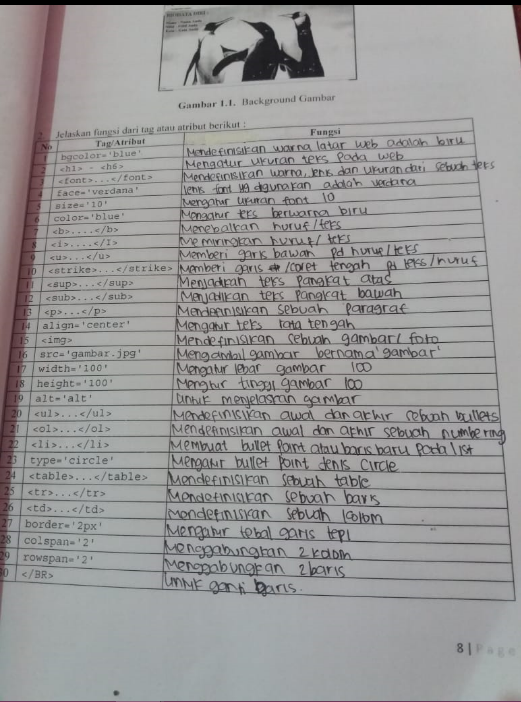 Gambar 1.1. Background Gambar
2. Jelaskan fungsi dari tag atau atribut berikut :
No Tag/Atribut Fungsi
1 bgcolor='blue' Mendefinisikan warna latar web adalah biru
2 <h1> - <h6> Mengatur ukuran teks pada web
3 <font>...</font> Mendefinisikan warna, jenis dan ukuran dari sebuah teks
4 face='verdana' Jenis font yg digunakan adalah verdana
5 size='10' Mengatur ukuran font 10
6 color='blue' Mengatur teks berwarna biru
7 <b>....</b> Menebalkan huruf/teks
8 <i>....</I> Memiringkan huruf/teks
9 <u>...</u> Memberi garis bawah pd huruf/teks
10 <strike>...</strike> Memberi garis /coret tengah pd teks/huruf
11 <sup>...</sup> Menjadikan teks pangkat atas
12 <sub>...</sub> Menjadikan teks pangkat bawah
13 <p>...</p> Mendefinisikan sebuah paragraf
14 align='center' Mengatur teks rata tengah
15 <img> Mendefinisikan sebuah gambar/ foto
16 src='gambar.jpg' gambar bernama 'gambar'
17 width='100' Mengatur lebar gambar 100
18 height='100' Mengtur tinggi gambar 100
19 alt='alt' Untuk menjelaskan gambar
20 <ul>...</ul> Mendefinisikan awal dan akhir sebuah bullets
21 <ol>...</ol> Mendefinisikan awal dan akhir sebuah numbering
22 <li>...</li> Membuat bullet point atau baris baru pada list
23 type='circle' Mengatur bullet point jenis circle
24 <table>...</table> Mendefinisikan sebuah table
25 <tr>...</tr> Mendefinisikan sebuah baris
26 <td>...</td> Mendefinisikan sebuah kolom
27 border='2px' Mengatur tebal garis tepi
28 colspan='2' Menggabungkan 2 kolom
29 rowspan='2' Menggabungkan 2 baris
30 </BR> Untuk ganti baris.
8 | Page